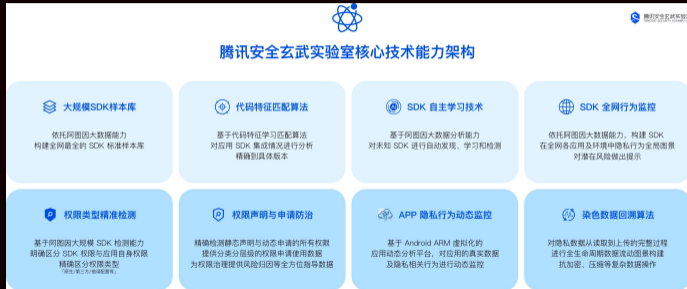 腾讯安全玄武实验室
腾讯安全玄武实验室核心技术能力架构
大规模SDK样本库
依托阿图因大数据能力
构建全网最全的 SDK 标准样本库
代码特征匹配算法
基于代码特征学习匹配算法
对应用 SDK 集成情况进行分析
精确到具体版本
SDK 自主学习技术
基于阿图因大数据分析能力
对未知 SDK 进行自动发现、学习和检测
SDK 全网行为监控
依托阿图因大数据能力，构建 SDK
在全网各应用及环境中隐私行为全局图景
对潜在风险做出提示
权限类型精准检测
基于阿图因大规模 SDK 检测能力
明确区分 SDK 权限与应用自身权限
精确区分权限类型
权限声明与申请防治
精确检测静态声明与动态申请的所有权限
提供分类分层级的权限申请使用数据
为权限治理提供风险归因等全方位指导数据
APP 隐私行为动态监控
基于 Android ARM 虚拟化的
应用动态分析平台，对应用的真实数据
及隐私相关行为进行动态监控
染色数据回溯算法
对隐私数据从读取到上传的完整过程
进行全生命周期数据流动图景构建
抗加密、压缩等复杂数据操作